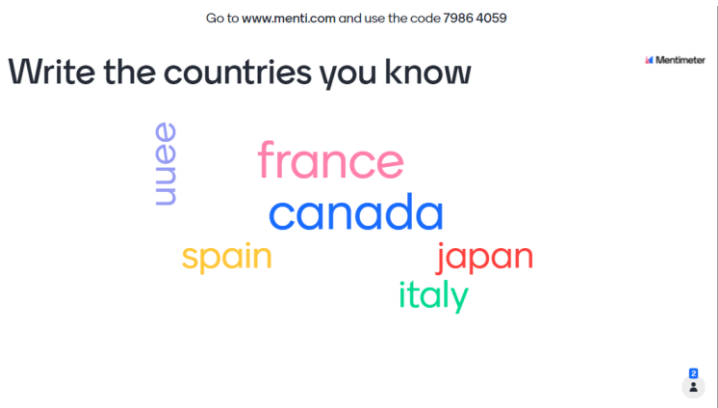 Go to www.menti.com and use the code 7986 4059
Mentimeter
Write the countries you know
uuee
france
canada
spain
japan
italy
2